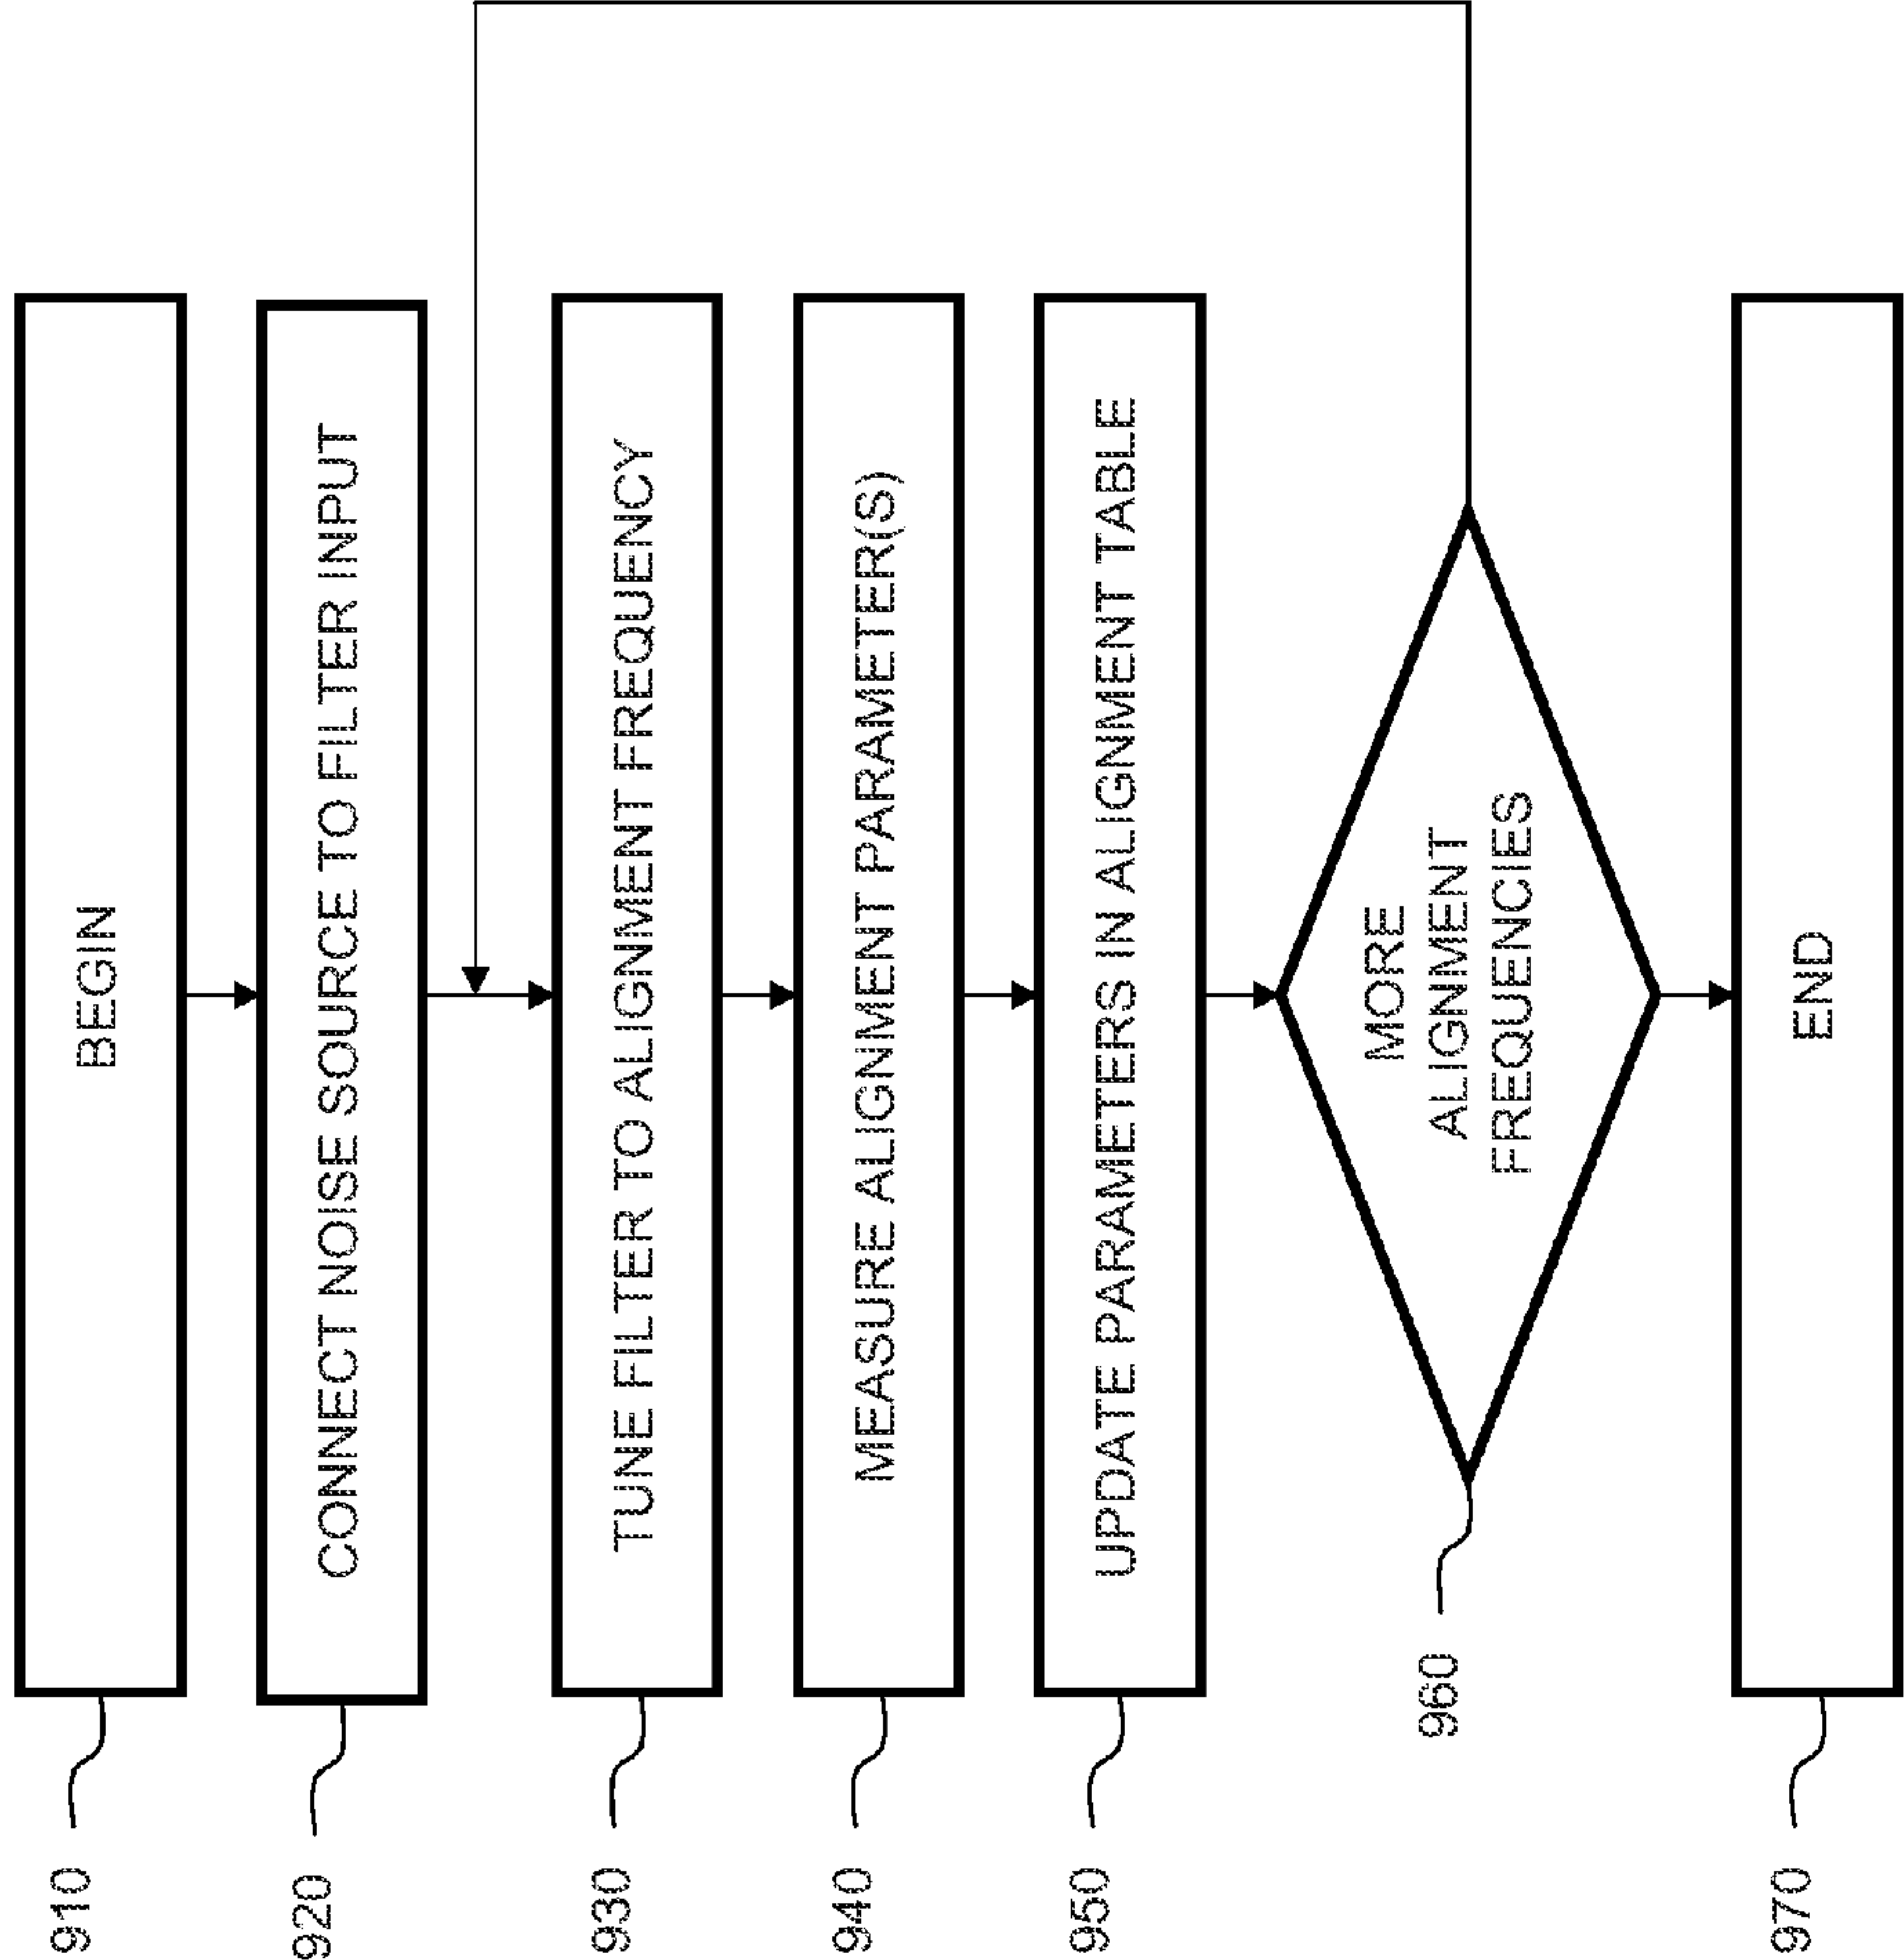 910
BEGIN
920
CONNECT NOISE SOURCE TO FILTER INPUT
930
TUNE FILTER TO ALIGNMENT FREQUENCY
940
MEASURE ALIGNMENT PARAMETER(S)
950
UPDATE PARAMETERS IN ALIGNMENT TABLE
960
MORE
ALIGNMENT
FREQUENCIES
970
END